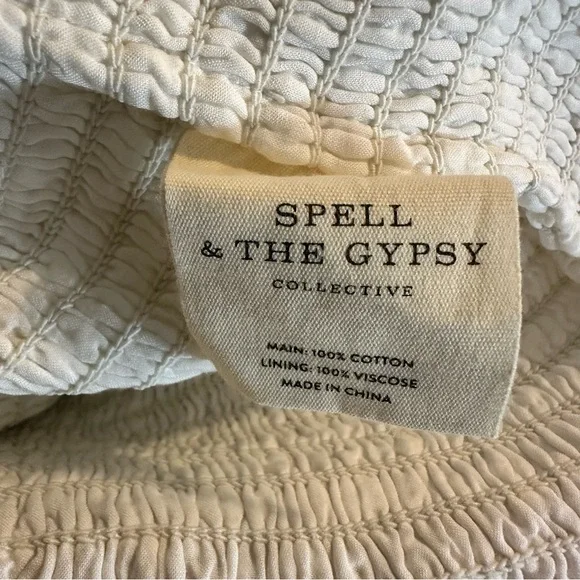 SPELL
& THE GYPSY
COLLECTIVE
MAIN: 100% COTTON
LINING: 100% VISCOSE
MADE IN CHINA